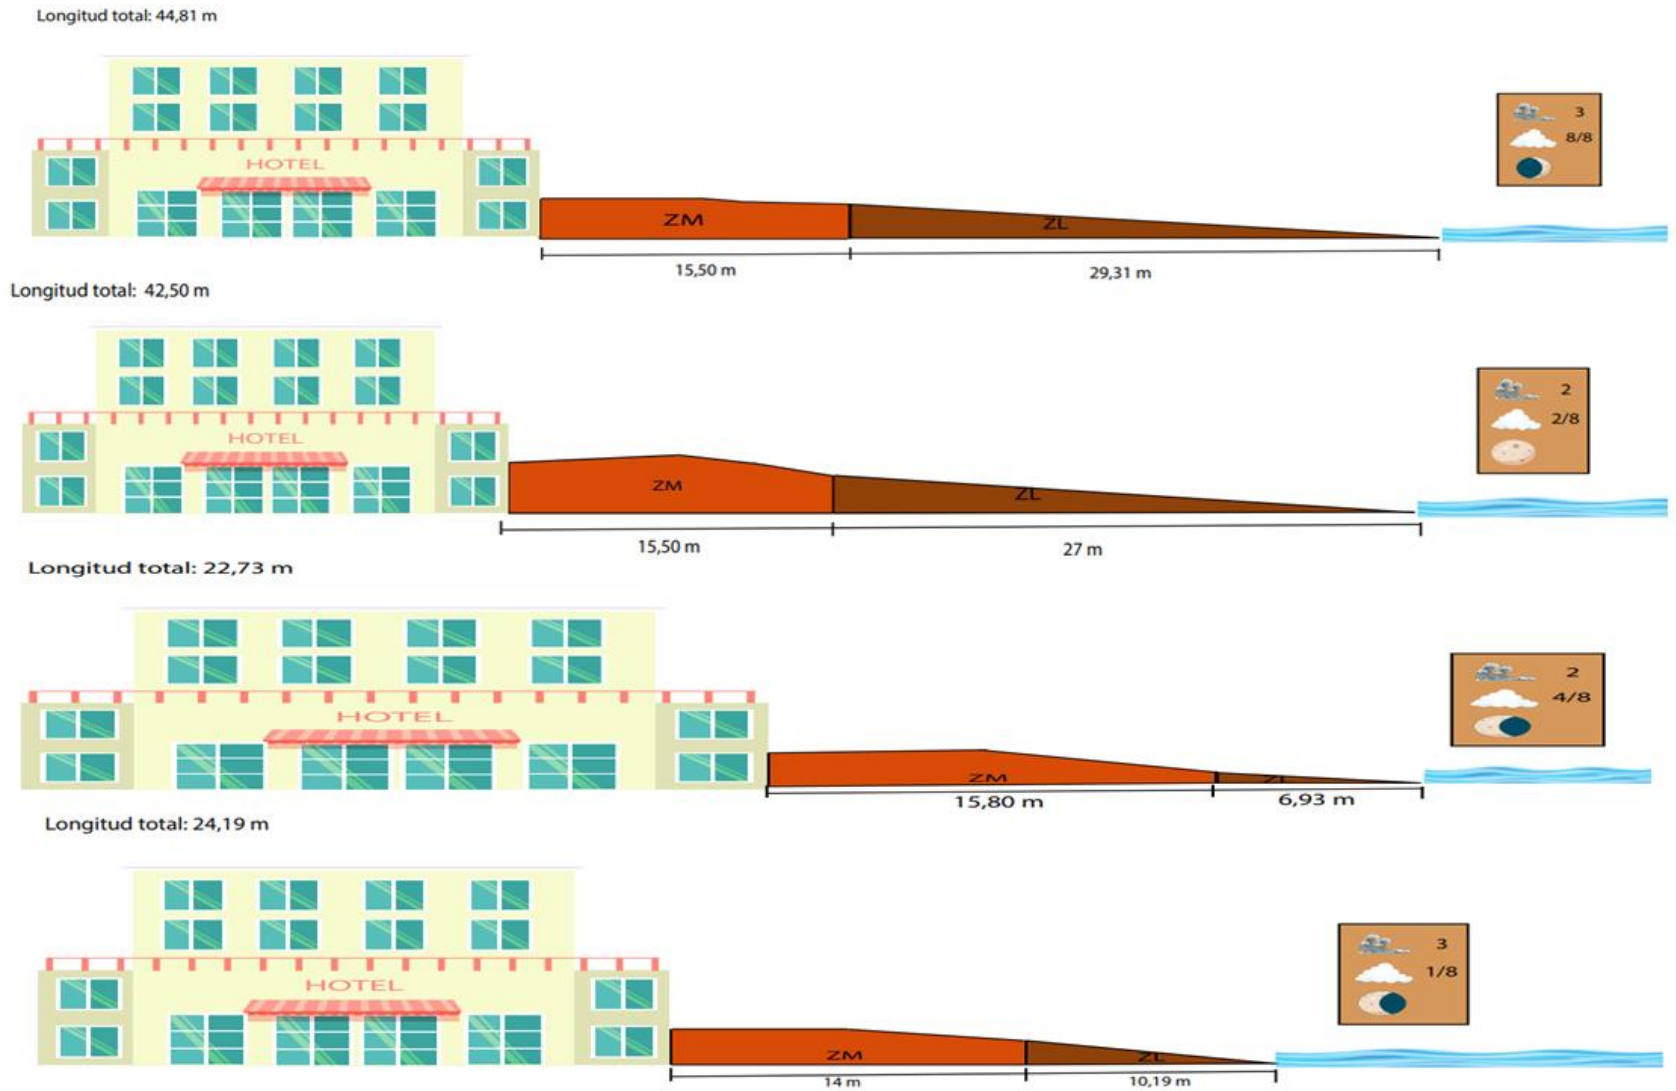 Longitud total: 44,81 m
3
8/8
HOTEL
ZM
ZL
15,50 m
29,31 m
Longitud total: 42,50 m
2
2/8
HOTEL
ZM
ZL
15,50 m
27 m
Longitud total: 22,73 m
2
4/8
HOTEL
ZM
ZL
15,80 m
6,93 m
Longitud total: 24,19 m
3
1/8
HOTEL
ZM
ZL
14 m
10,19 m